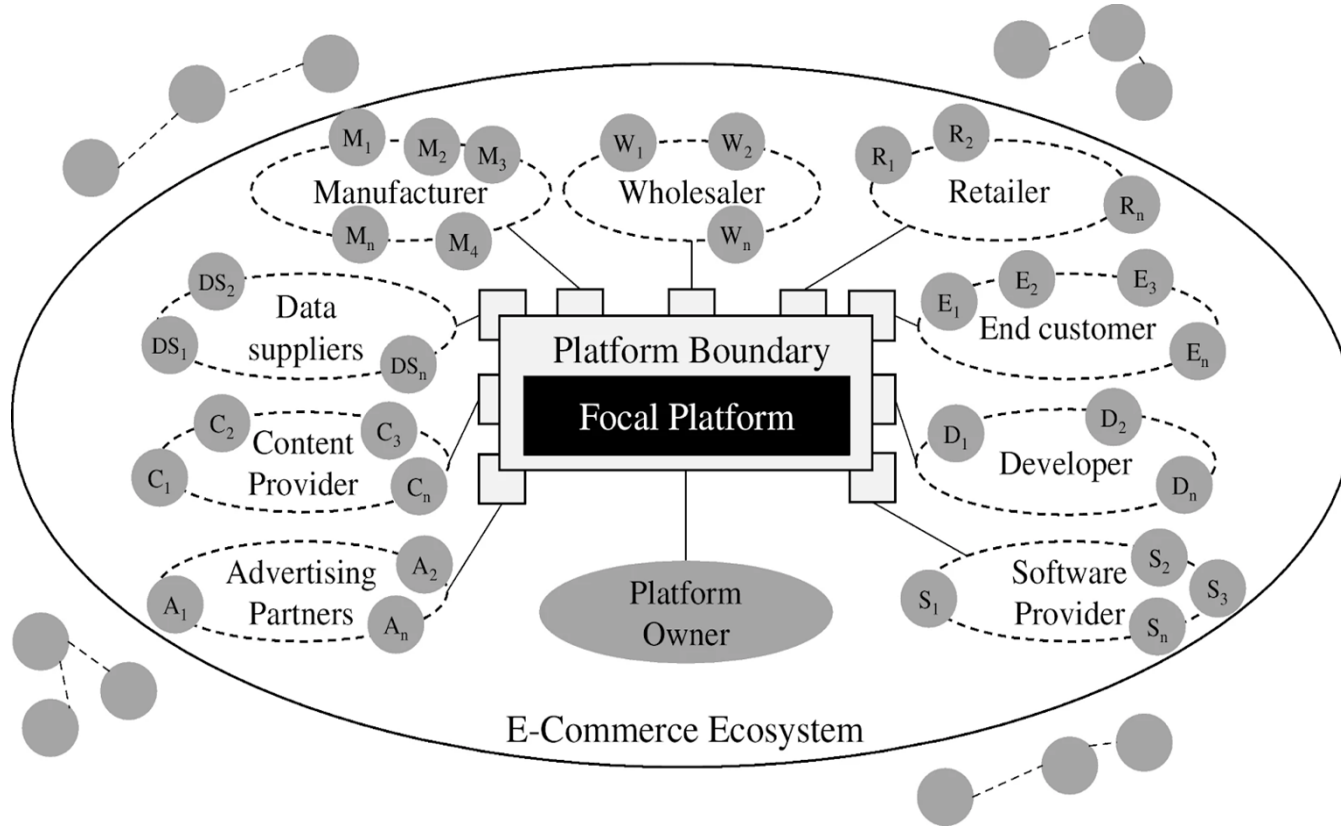 M₁
M₂
M₃
Manufacturer
Mₙ
M₄
W₁
W₂
Wholesaler
Wₙ
R₁
R₂
Retailer
Rₙ
DS₂
Data
suppliers
DS₁
DSₙ
E₁
E₂
E₃
End customer
Eₙ
Platform Boundary
Focal Platform
C₂
C₃
Content
Provider
C₁
Cₙ
D₁
D₂
Developer
Dₙ
A₂
Advertising
Partners
A₁
Aₙ
Platform
Owner
S₂
Software
Provider
S₁
S₃
Sₙ
E-Commerce Ecosystem